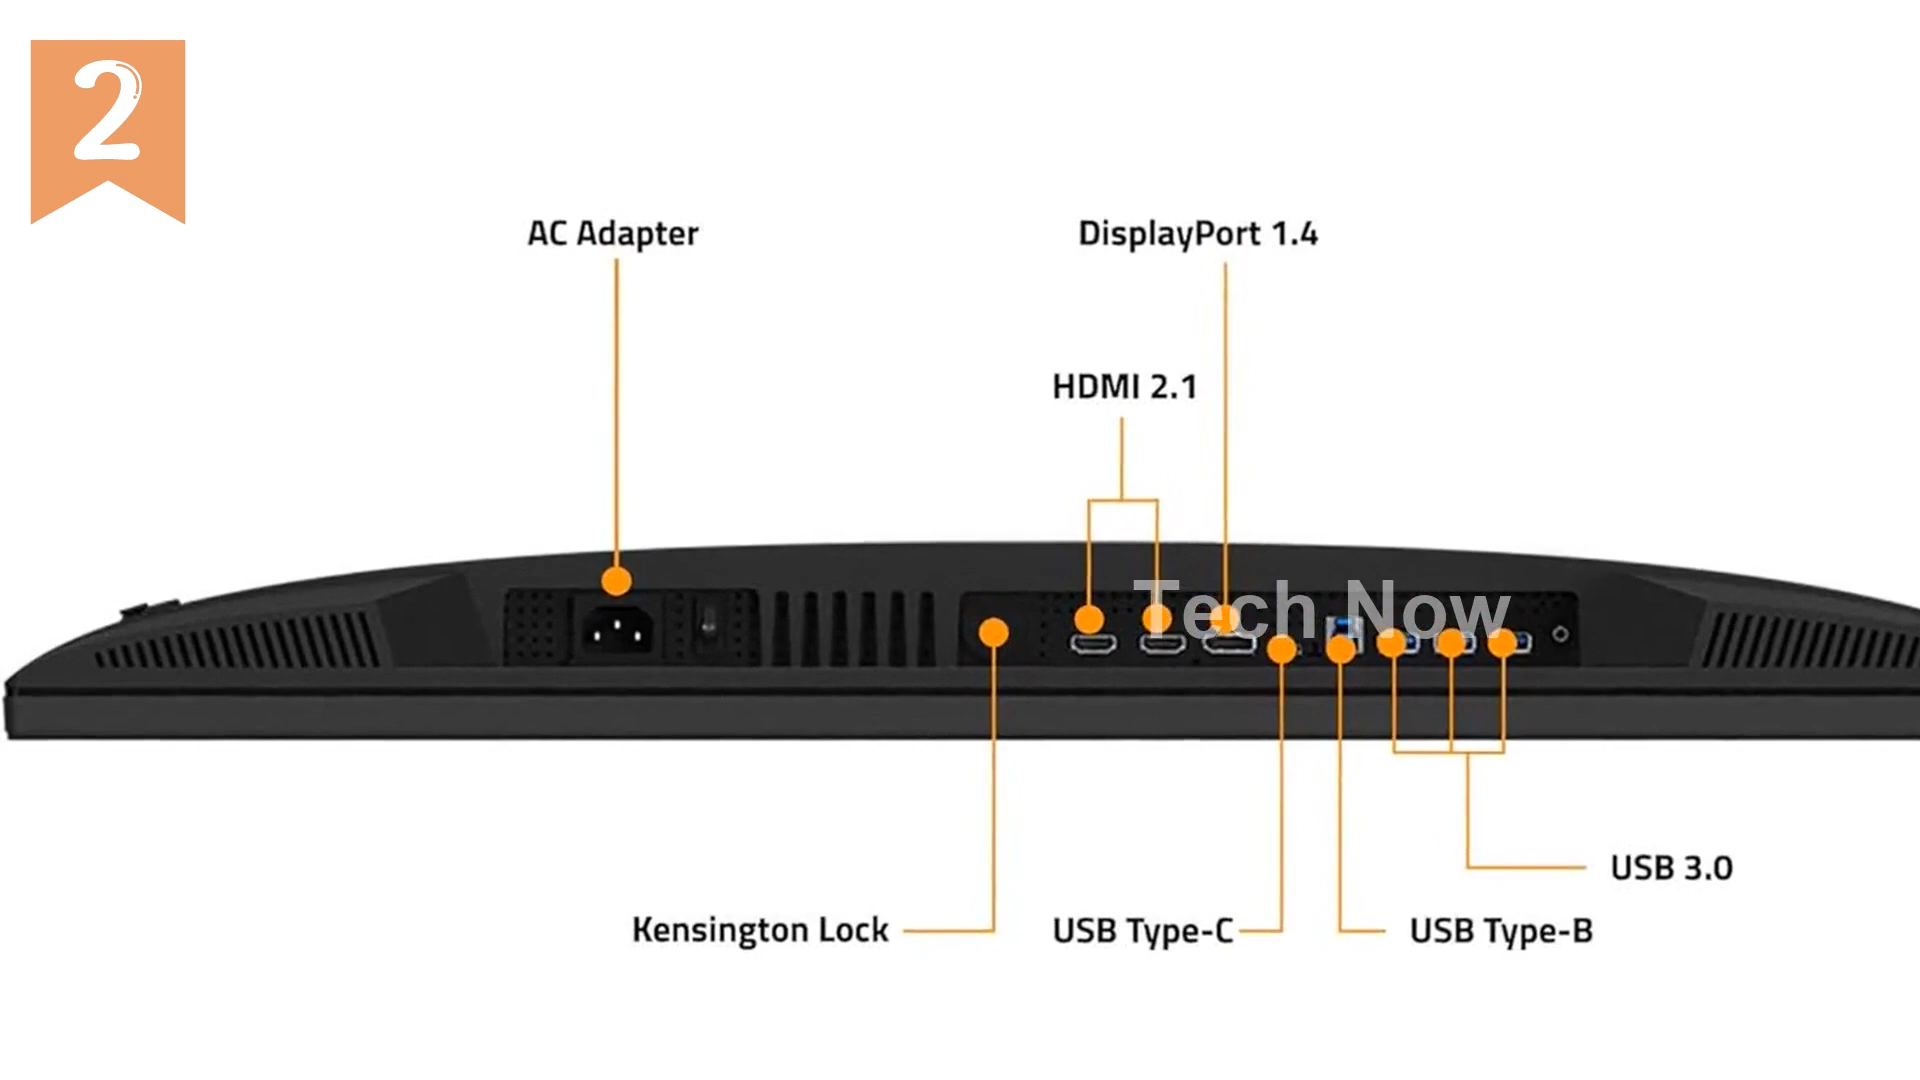 2
AC Adapter
DisplayPort 1.4
HDMI 2.1
Tech Now
USB 3.0
Kensington Lock
USB Type-C
USB Type-B